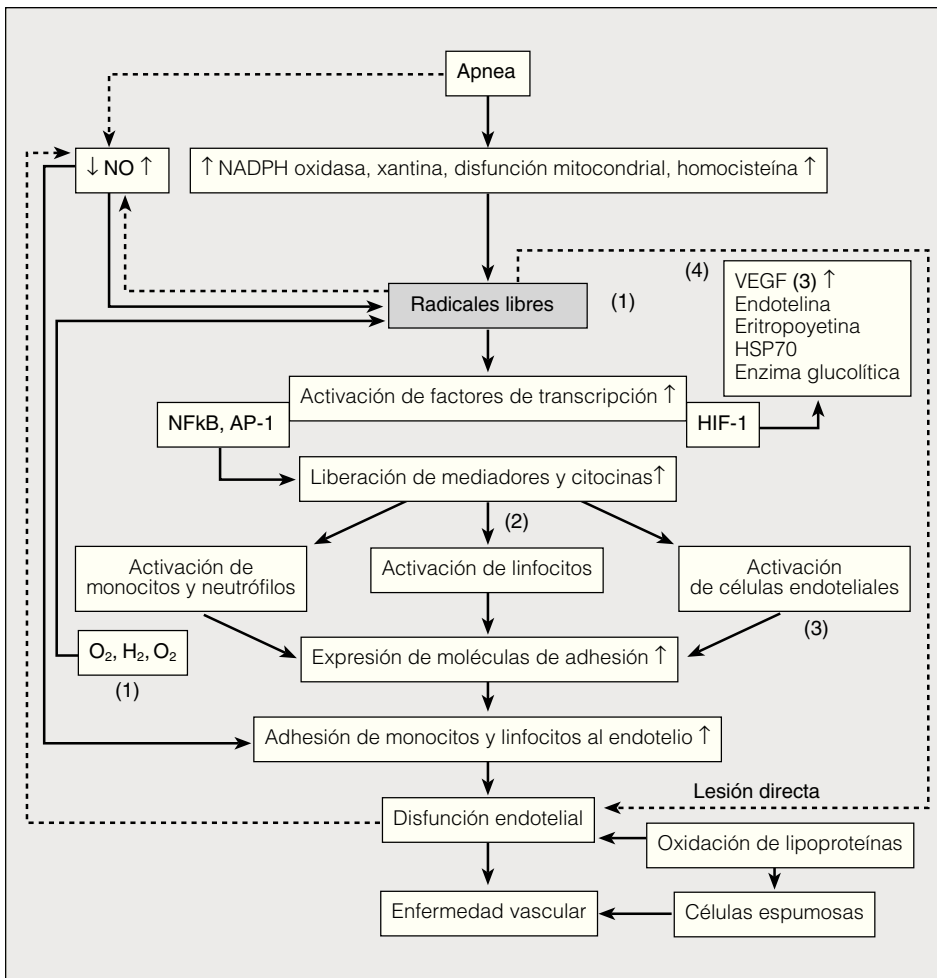 Apnea
↓ NO ↑
↑ NADPH oxidasa, xantina, disfunción mitocondrial, homocisteína ↑
(4)
VEGF (3) ↑
Endotelina
Eritropoyetina
HSP70
Enzima glucolítica
Radicales libres
(1)
Activación de factores de transcripción ↑
NFkB, AP-1
HIF-1
Liberación de mediadores y citocinas↑
(2)
Activación de
monocitos y neutrófilos
Activación de linfocitos
Activación
de células endoteliales
(3)
O₂, H₂, O₂
(1)
Expresión de moléculas de adhesión ↑
Adhesión de monocitos y linfocitos al endotelio ↑
Lesión directa
Disfunción endotelial
Oxidación de lipoproteínas
Enfermedad vascular
Células espumosas